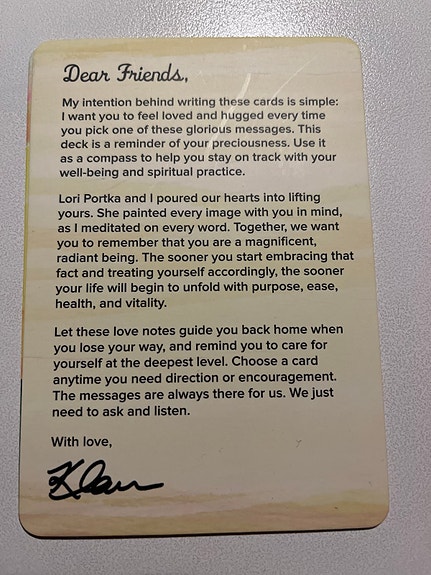 Dear Friends,
My intention behind writing these cards is simple:
I want you to feel loved and hugged every time
you pick one of these glorious messages. This
deck is a reminder of your preciousness. Use it
as a compass to help you stay on track with your
well-being and spiritual practice.
Lori Portka and I poured our hearts into lifting
yours. She painted every image with you in mind,
as I meditated on every word. Together, we want
you to remember that you are a magnificent,
radiant being. The sooner you start embracing that
fact and treating yourself accordingly, the sooner
your life will begin to unfold with purpose, ease,
health, and vitality.
Let these love notes guide you back home when
you lose your way, and remind you to care for
yourself at the deepest level. Choose a card
anytime you need direction or encouragement.
The messages are always there for us. We just
need to ask and listen.
With love,